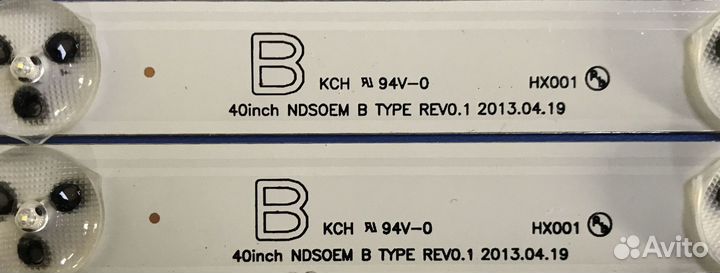 B KCH 94V-0 HX001
40inch NDSOEM B TYPE REV0.1 2013.04.19
B KCH 94V-0 HX001
40inch NDSOEM B TYPE REV0.1 2013.04.19
Avito